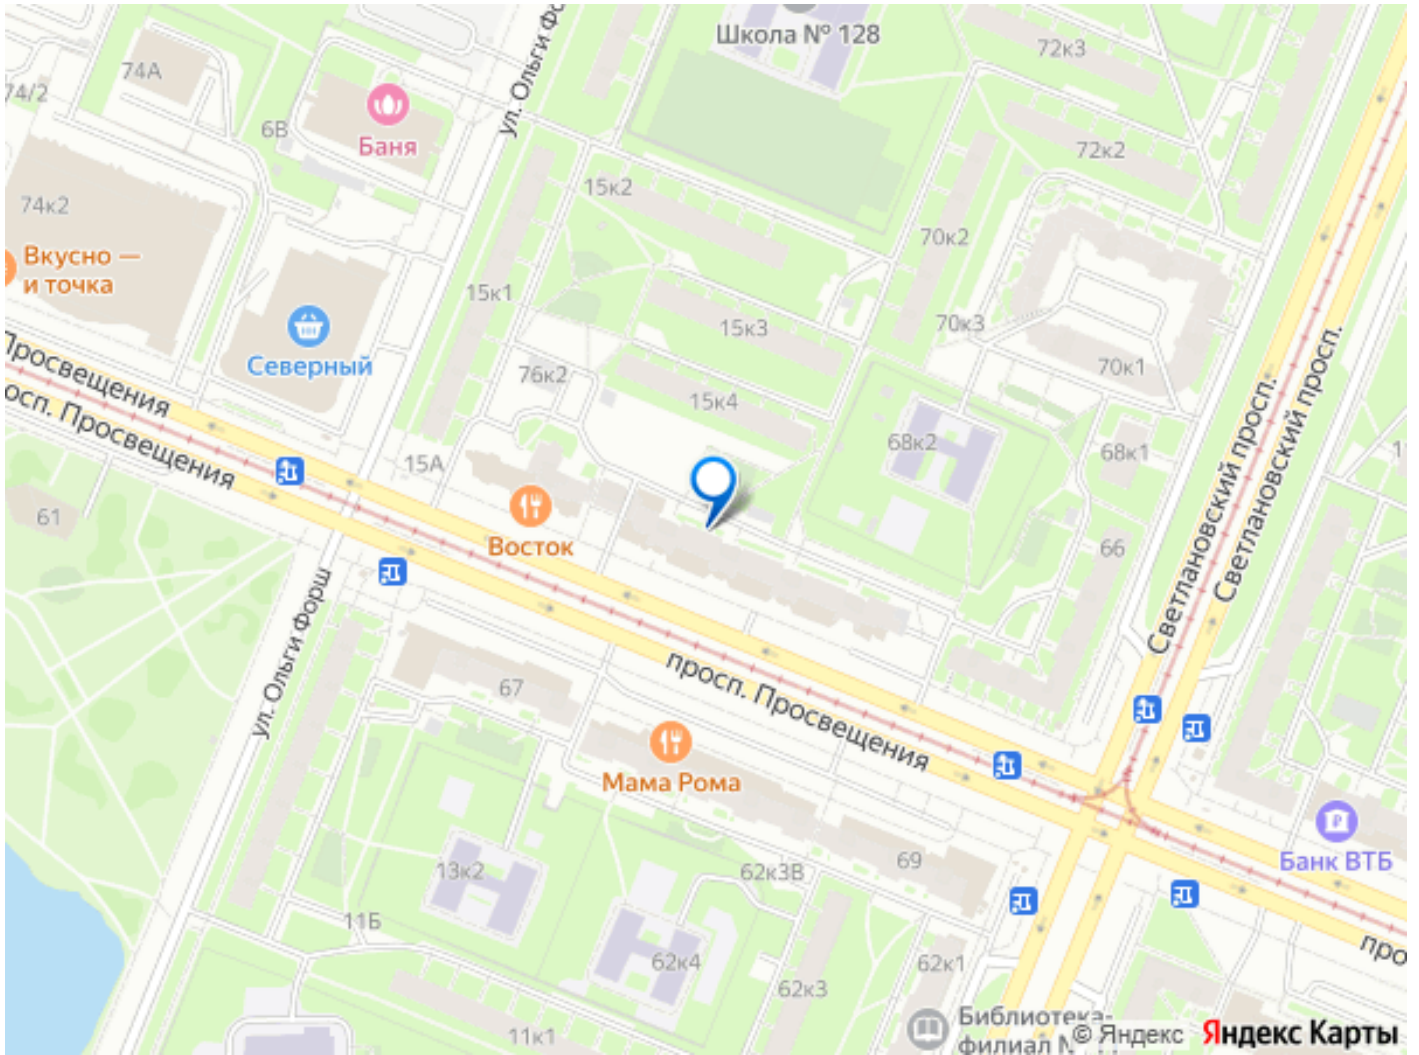 Школа № 128
72к3
74А
74/2
ул. Ольги Фо
6В
Баня
72к2
15к2
74к2
70к2
Вкусно —
и точка
15к1
15к3
70к3
Северный
76к2
70к1
Просвещения
осп. Просвещения
15к4
68к2
68к1
15А
Светлановский просп.
Светлановский просп.
61
Восток
66
ул. Ольги Форш
67
просп. Просвещения
Мама Рома
69
Банк ВТБ
13к2
62к3В
11Б
62к4
62к1
62к3
про
11к1
Библиотека-
филиал
© Яндекс Яндекс Карты